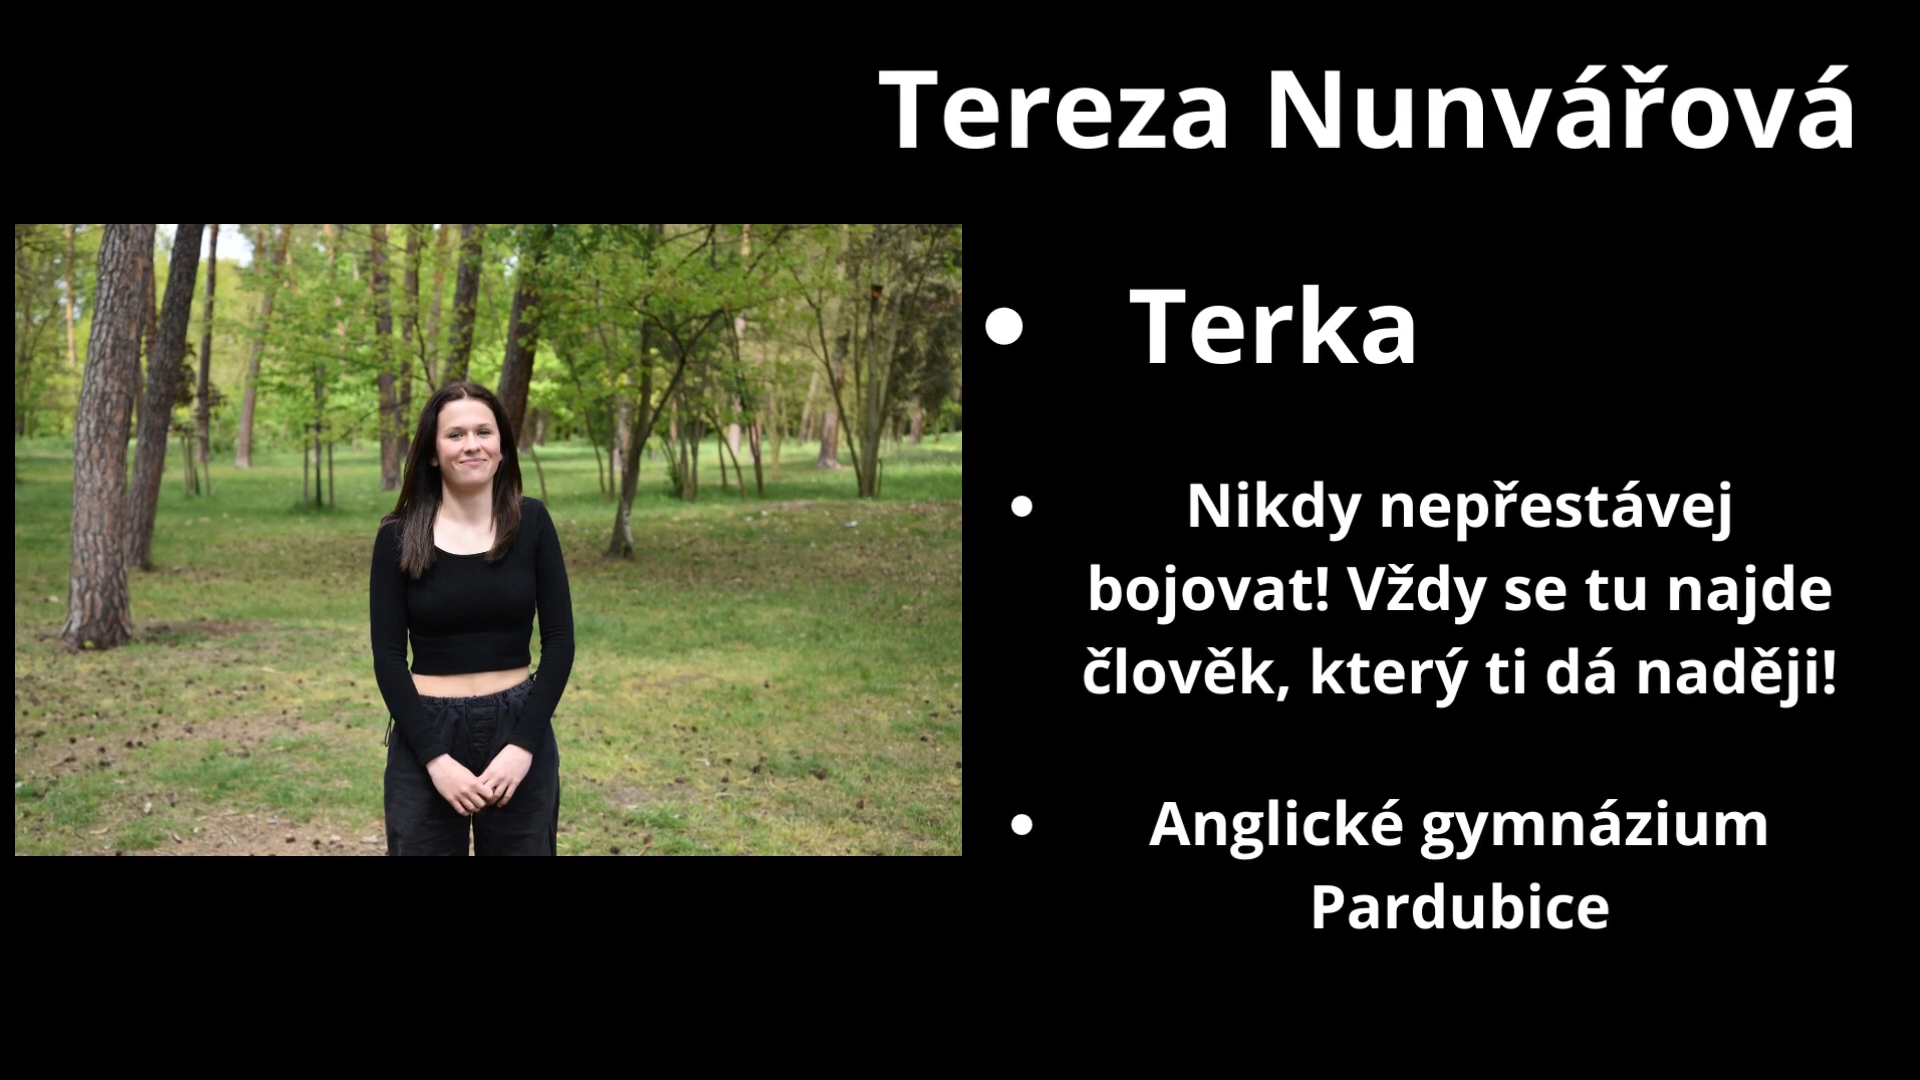 Tereza Nunvářová
• Terka
• Nikdy nepřestávej
bojovat! Vždy se tu najde
člověk, který ti dá naději!
• Anglické gymnázium
Pardubice